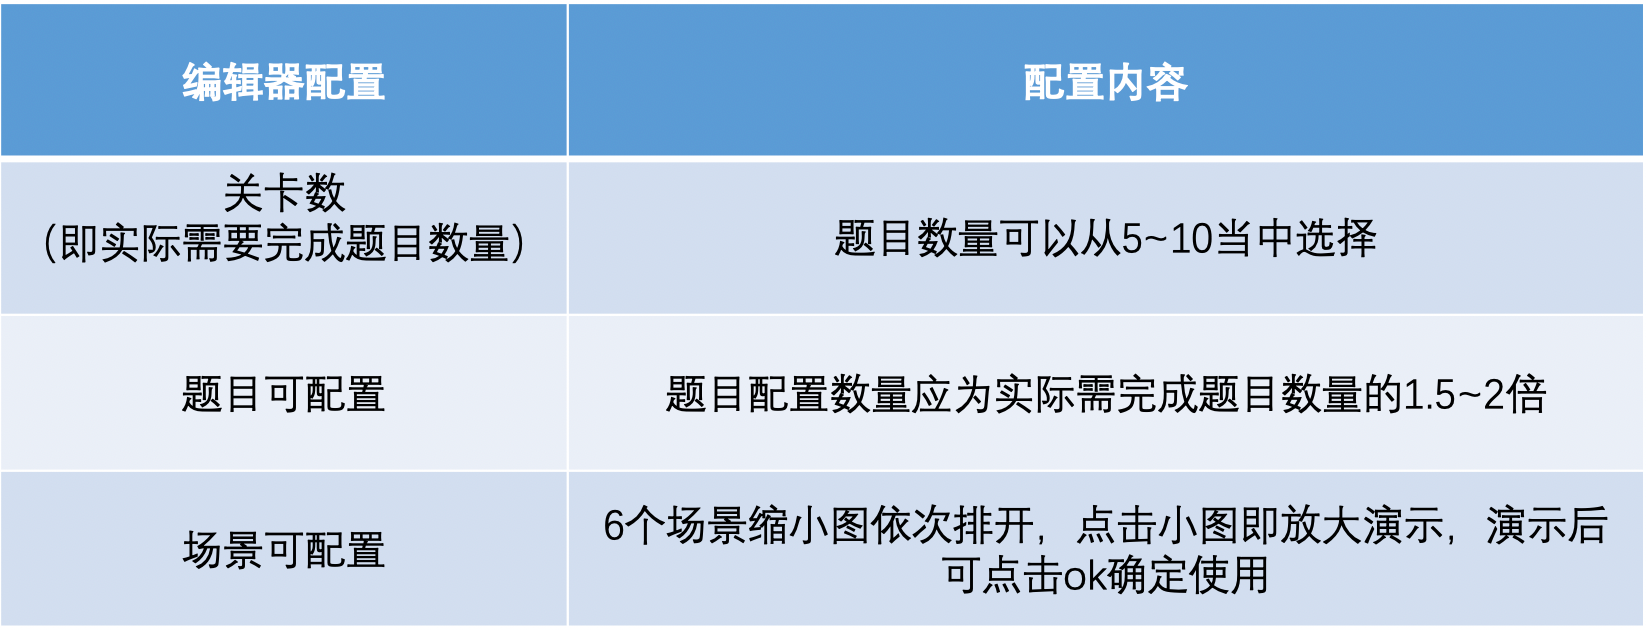 编辑器配置
配置内容
关卡数
（即实际需要完成题目数量）
题目数量可以从5~10当中选择
题目可配置
题目配置数量应为实际需完成题目数量的1.5~2倍
场景可配置
6个场景缩小图依次排开，点击小图即放大演示，演示后
可点击ok确定使用